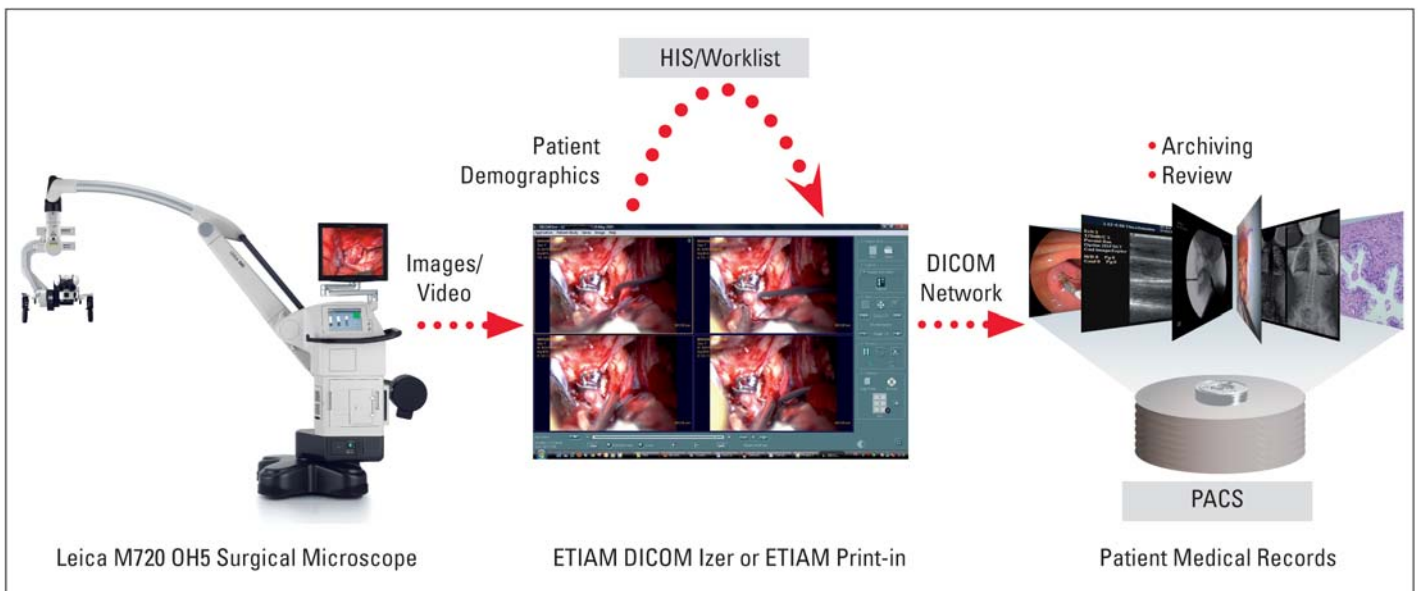 HIS/Worklist
Patient
Demographics
• Archiving
• Review
Images/
Video
DICOM
Network
PACS
Leica M720 OH5 Surgical Microscope
ETIAM DICOM Izer or ETIAM Print-in
Patient Medical Records